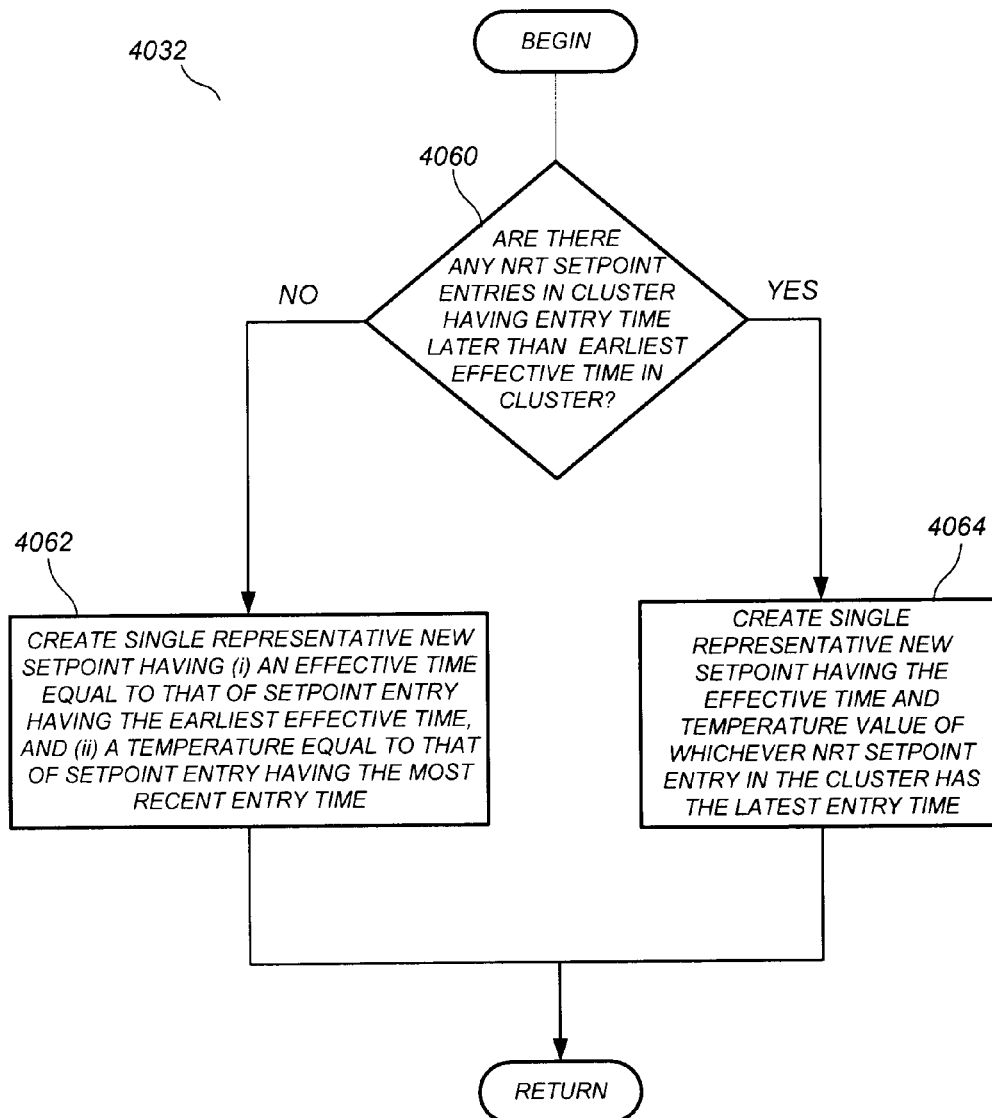 BEGIN
4032
4060
ARE THERE
ANY NRT SETPOINT
ENTRIES IN CLUSTER
HAVING ENTRY TIME
LATER THAN EARLIEST
EFFECTIVE TIME IN
CLUSTER?
NO
YES
4062
CREATE SINGLE REPRESENTATIVE NEW
SETPOINT HAVING (i) AN EFFECTIVE TIME
EQUAL TO THAT OF SETPOINT ENTRY
HAVING THE EARLIEST EFFECTIVE TIME,
AND (ii) A TEMPERATURE EQUAL TO THAT
OF SETPOINT ENTRY HAVING THE MOST
RECENT ENTRY TIME
4064
CREATE SINGLE
REPRESENTATIVE NEW
SETPOINT HAVING THE
EFFECTIVE TIME AND
TEMPERATURE VALUE OF
WHICHEVER NRT SETPOINT
ENTRY IN THE CLUSTER HAS
THE LATEST ENTRY TIME
RETURN